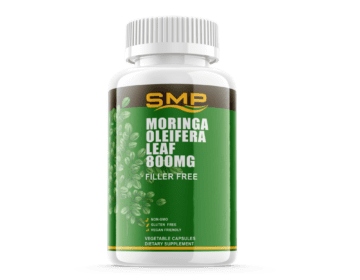 SMP
MORINGA
OLEIFERA
LEAF
800MG
FILLER FREE
NON-GMO
GLUTEN FREE
VEGAN FRIENDLY
VEGETABLE CAPSULES
DIETARY SUPPLEMENT